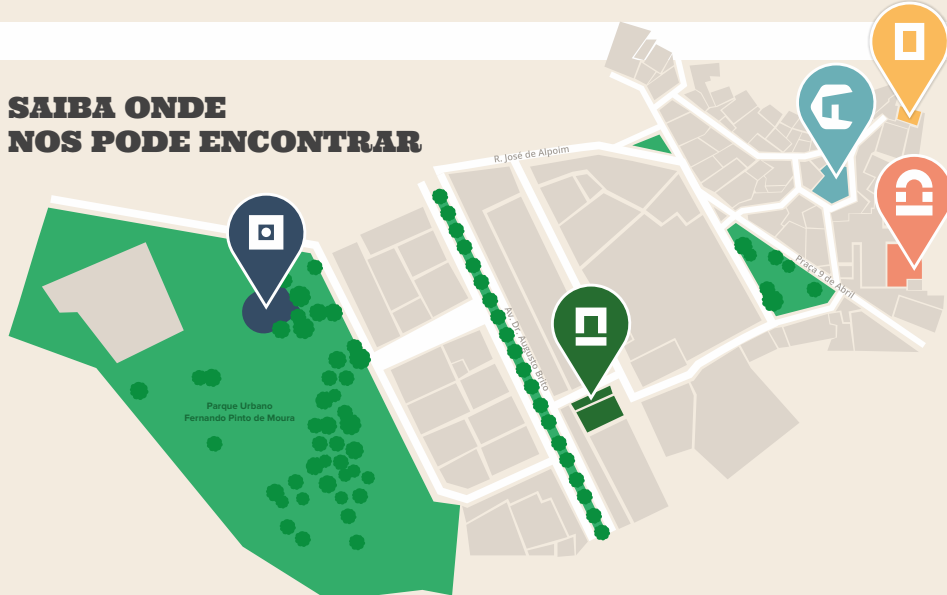 SAIBA ONDE
NOS PODE ENCONTRAR
R. José de Alpoim
Praça 9 de Abril
Av. Dr. Augusto Brito
Parque Urbano
Fernando Pinto de Moura